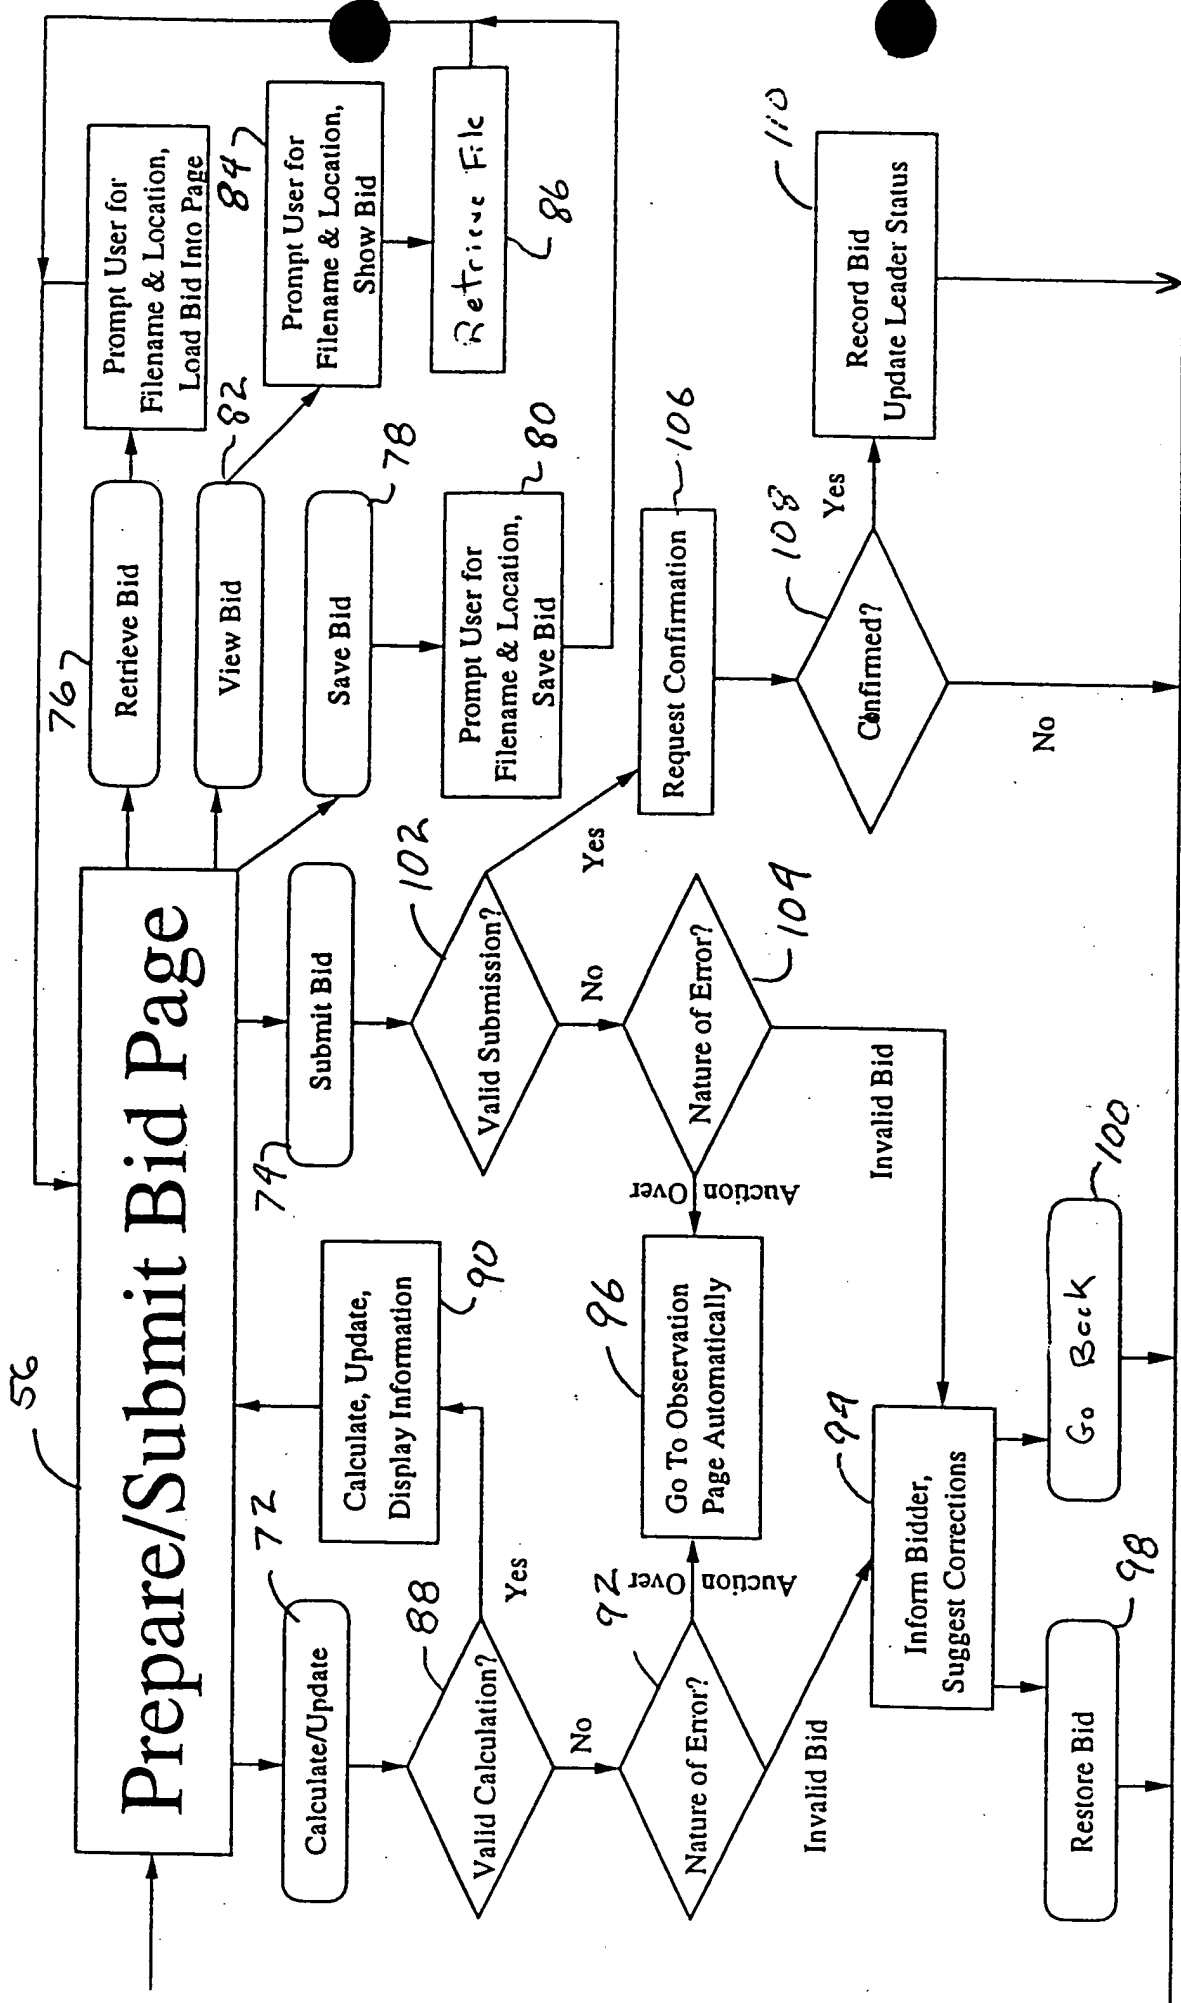 56
Prepare/Submit Bid Page
76
Retrieve Bid
Prompt User for
Filename & Location,
Load Bid Into Page
View Bid
82
84
Prompt User for
Filename & Location,
Show Bid
Save Bid
78
Retrieve File
86
Prompt User for
Filename & Location,
Save Bid
80
72
Calculate/Update
88
Valid Calculation?
Yes
No
Calculate, Update,
Display Information
90
74
Submit Bid
102
Valid Submission?
Yes
No
Request Confirmation
106
92
Nature of Error?
Auction
Over
Invalid Bid
96
Go To Observation
Page Automatically
Auction
Over
Nature of Error?
104
Invalid Bid
108
Confirmed?
Yes
No
110
Record Bid
Update Leader Status
94
Inform Bidder,
Suggest Corrections
Restore Bid
98
Go Back
100